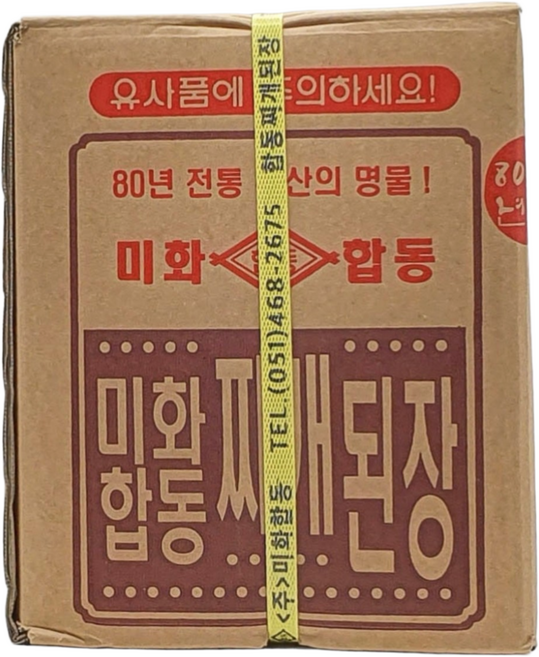 유사품에 의하세요!
80년 전통 산의 명물!
미화 합동
미화
합동
찌개된장
<주>미화합동 TEL.(051)468-2675 합동찌개된장
80